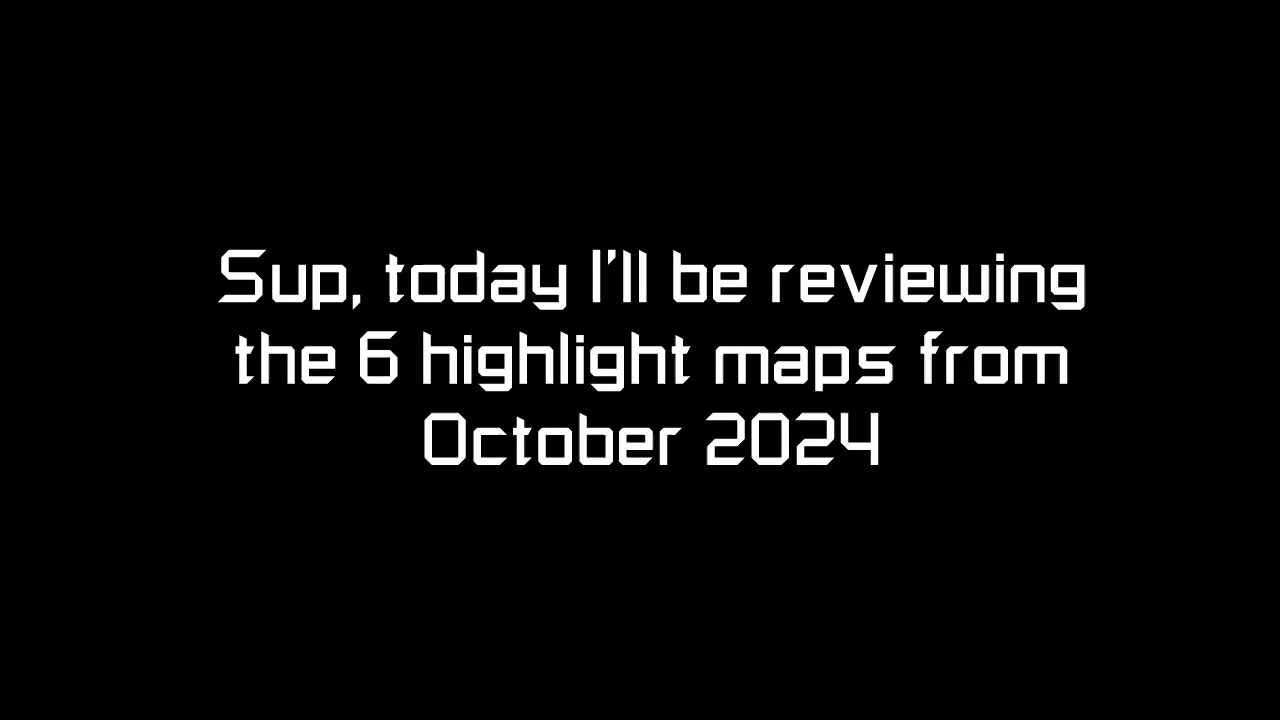 Sup, today I'll be reviewing
the 6 highlight maps from
October 2024